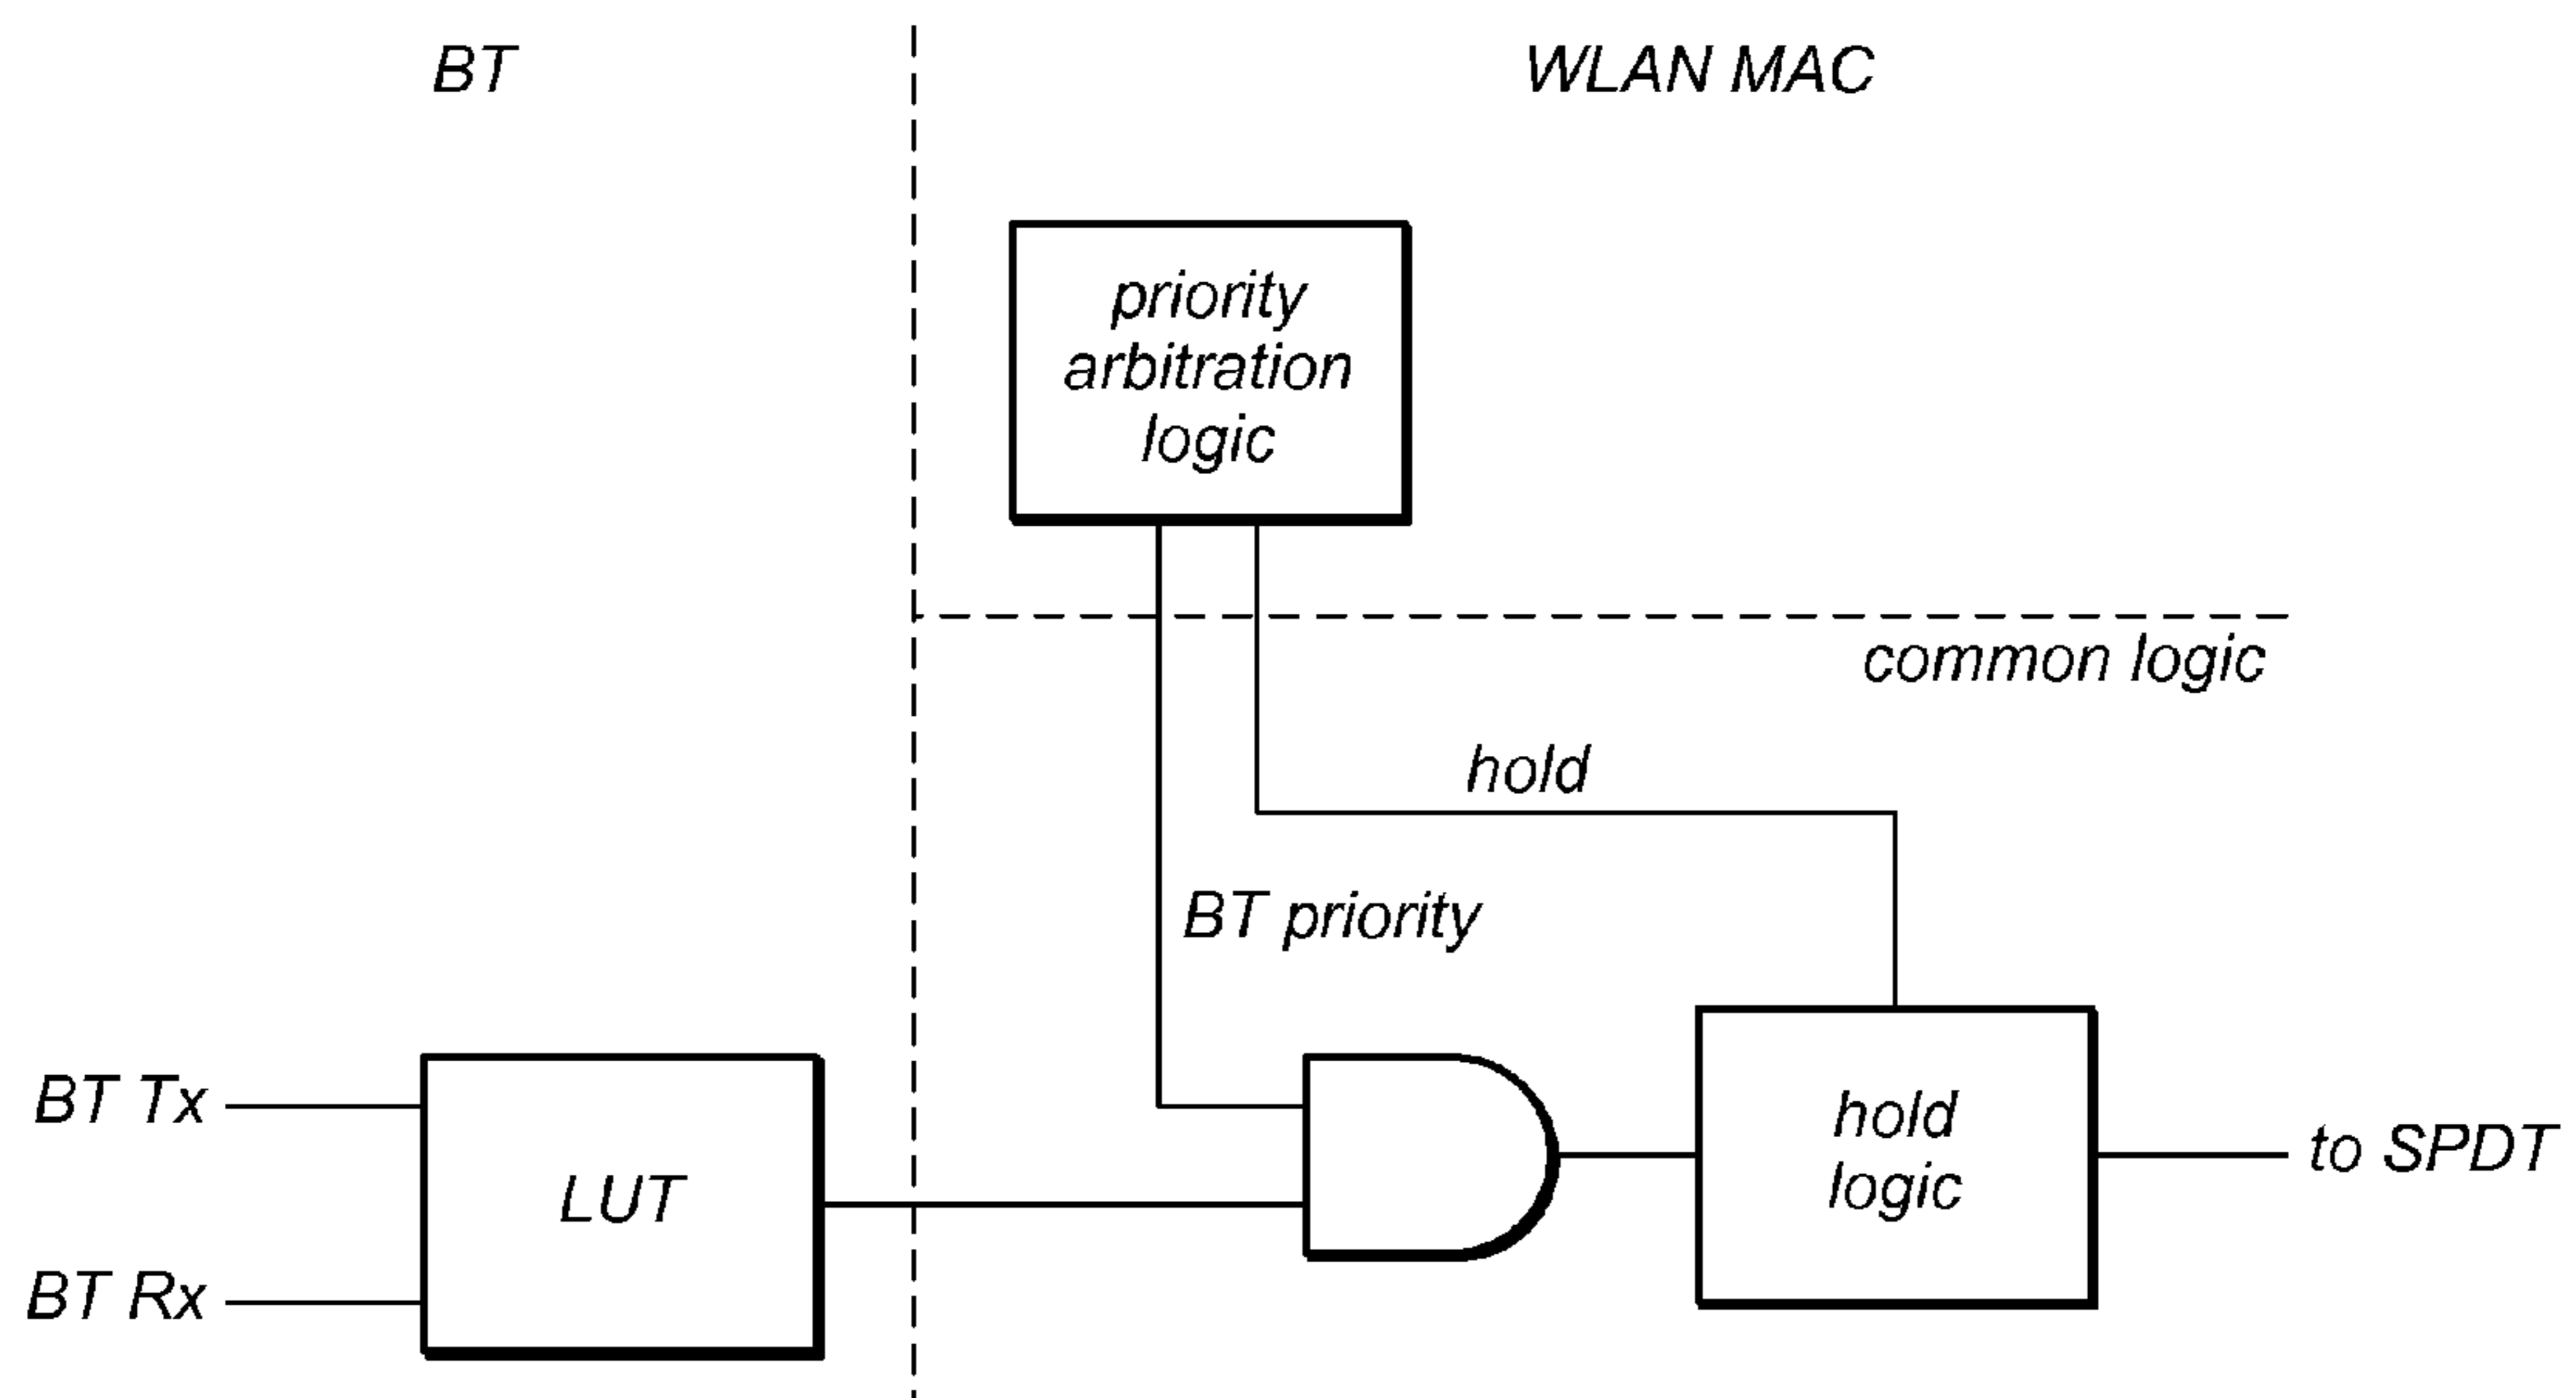 BT
WLAN MAC
priority
arbitration
logic
common logic
hold
BT priority
BT Tx
BT Rx
LUT
hold
logic
to SPDT